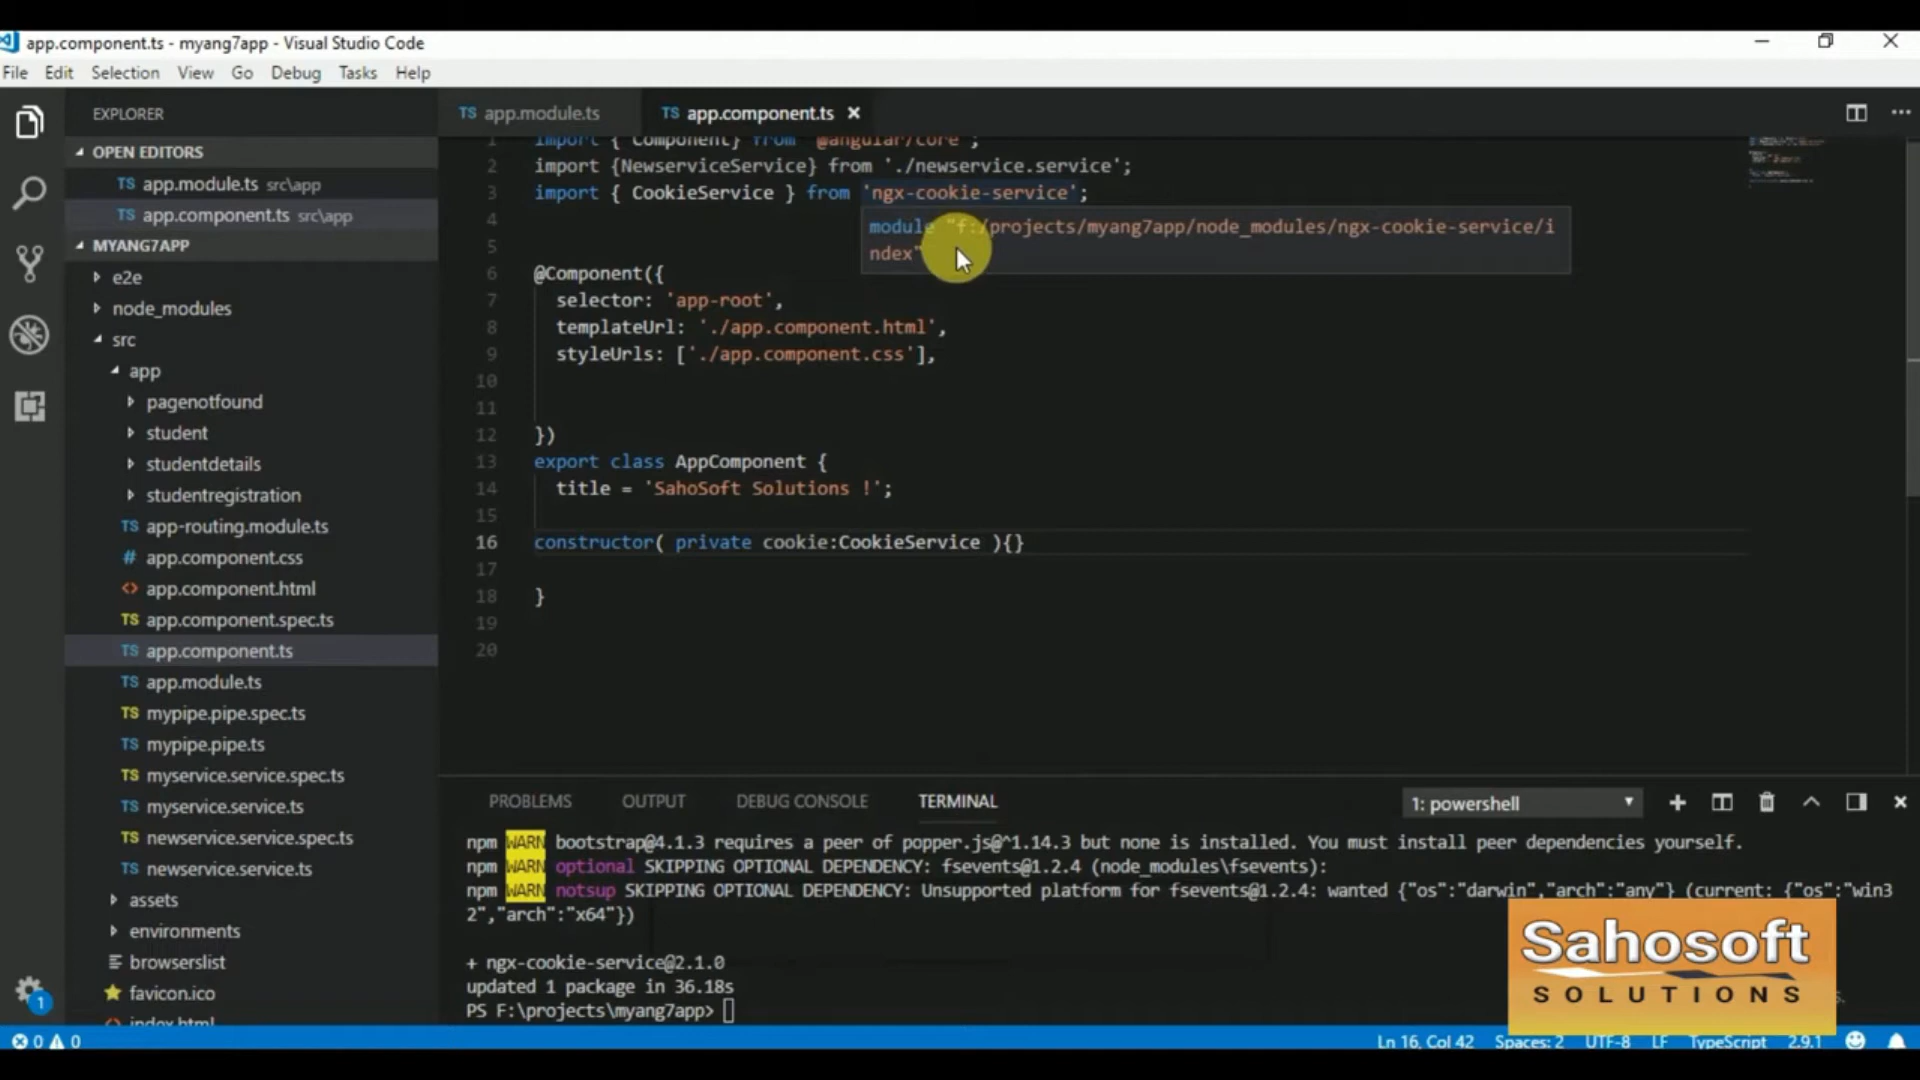 app.component.ts - myang7app - Visual Studio Code
File Edit Selection View Go Debug Tasks Help
EXPLORER
OPEN EDITORS
TS app.module.ts src\app
TS app.component.ts src\app
MYANG7APP
e2e
node_modules
src
app
pagenotfound
student
studentdetails
studentregistration
TS app-routing.module.ts
# app.component.css
<> app.component.html
TS app.component.spec.ts
TS app.component.ts
TS app.module.ts
TS mypipe.pipe.spec.ts
TS mypipe.pipe.ts
TS myservice.service.spec.ts
TS myservice.service.ts
TS newservice.service.spec.ts
TS newservice.service.ts
assets
environments
browserslist
favicon.ico
index.html
1
TS app.module.ts TS app.component.ts
1 import { Component} from '@angular/core';
2 import {NewserviceService} from './newservice.service';
3 import { CookieService } from 'ngx-cookie-service';
module "f:/projects/myang7app/node_modules/ngx-cookie-service/i
ndex"
4
5
6 @Component({
7 selector: 'app-root',
8 templateUrl: './app.component.html',
9 styleUrls: ['./app.component.css'],
10
11
12 })
13 export class AppComponent {
14 title = 'SahoSoft Solutions !';
15
16 constructor( private cookie:CookieService ){}
17
18 }
19
20
PROBLEMS OUTPUT DEBUG CONSOLE TERMINAL 1: powershell
npm WARN bootstrap@4.1.3 requires a peer of popper.js@^1.14.3 but none is installed. You must install peer dependencies yourself.
npm WARN optional SKIPPING OPTIONAL DEPENDENCY: fsevents@1.2.4 (node_modules\fsevents):
npm WARN notsup SKIPPING OPTIONAL DEPENDENCY: Unsupported platform for fsevents@1.2.4: wanted {"os":"darwin","arch":"any"} (current: {"os":"win3
2","arch":"x64"})
+ ngx-cookie-service@2.1.0
updated 1 package in 36.18s
PS F:\projects\myang7app>
Sahosoft
SOLUTIONS
0 0 Ln 16, Col 42 Spaces: 2 UTF-8 LF TypeScript 2.9.1